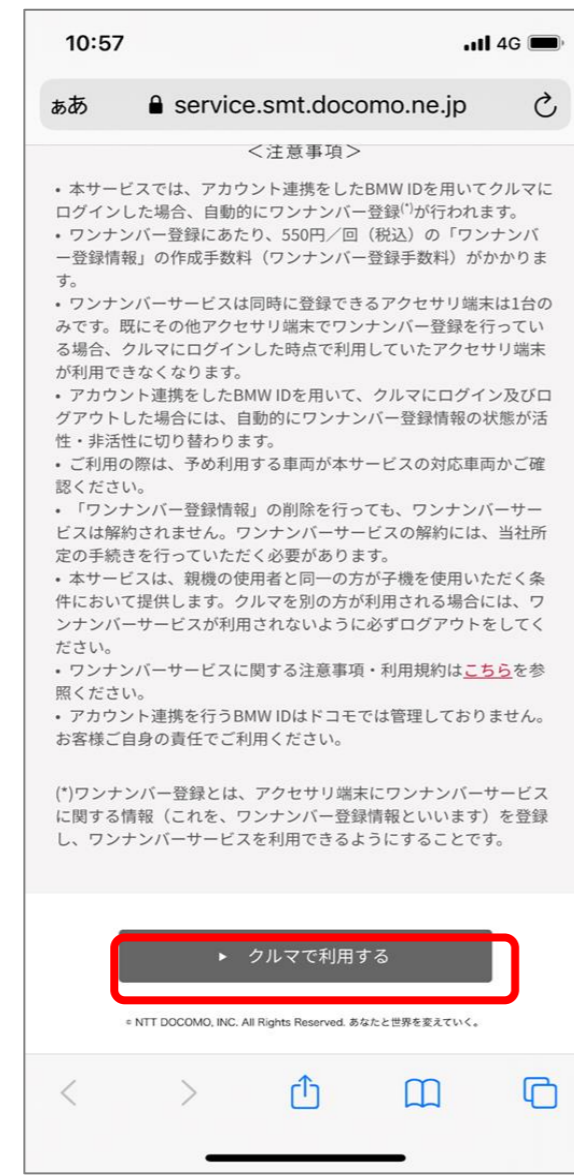 10:57
4G
ぁあ
service.smt.docomo.ne.jp
＜注意事項＞
• 本サービスでは、アカウント連携をしたBMW IDを用いてクルマに
ログインした場合、自動的にワンナンバー登録(*)が行われます。
• ワンナンバー登録にあたり、550円／回（税込）の「ワンナンバ
ー登録情報」の作成手数料（ワンナンバー登録手数料）がかかりま
す。
• ワンナンバーサービスは同時に登録できるアクセサリ端末は1台の
みです。既にその他アクセサリ端末でワンナンバー登録を行ってい
る場合、クルマにログインした時点で利用していたアクセサリ端末
が利用できなくなります。
• アカウント連携をしたBMW IDを用いて、クルマにログイン及びロ
グアウトした場合には、自動的にワンナンバー登録情報の状態が活
性・非活性に切り替わります。
• ご利用の際は、予め利用する車両が本サービスの対応車両かご確
認ください。
• 「ワンナンバー登録情報」の削除を行っても、ワンナンバーサー
ビスは解約されません。ワンナンバーサービスの解約には、当社所
定の手続きを行っていただく必要があります。
• 本サービスは、親機の使用者と同一の方が子機を使用いただく条
件において提供します。クルマを別の方が利用される場合には、ワ
ンナンバーサービスが利用されないように必ずログアウトをしてく
ださい。
• ワンナンバーサービスに関する注意事項・利用規約はこちらを参
照ください。
• アカウント連携を行うBMW IDはドコモでは管理しておりません。
お客様ご自身の責任でご利用ください。
(*)ワンナンバー登録とは、アクセサリ端末にワンナンバーサービス
に関する情報（これを、ワンナンバー登録情報といいます）を登録
し、ワンナンバーサービスを利用できるようにすることです。
クルマで利用する
© NTT DOCOMO, INC. All Rights Reserved. あなたと世界を変えていく。